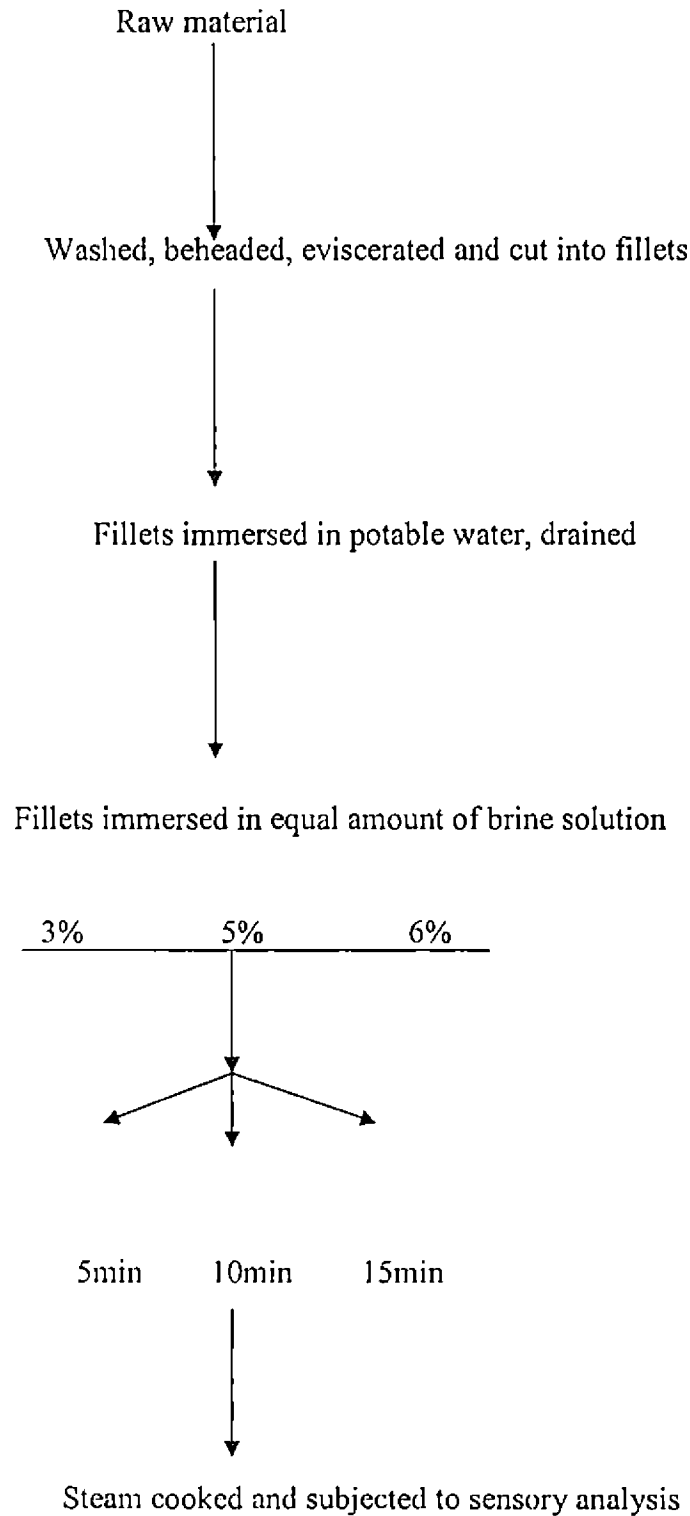 Raw material
Washed, beheaded, eviscerated and cut into fillets
Fillets immersed in potable water, drained
Fillets immersed in equal amount of brine solution
3% 5% 6%
5min 10min 15min
Steam cooked and subjected to sensory analysis